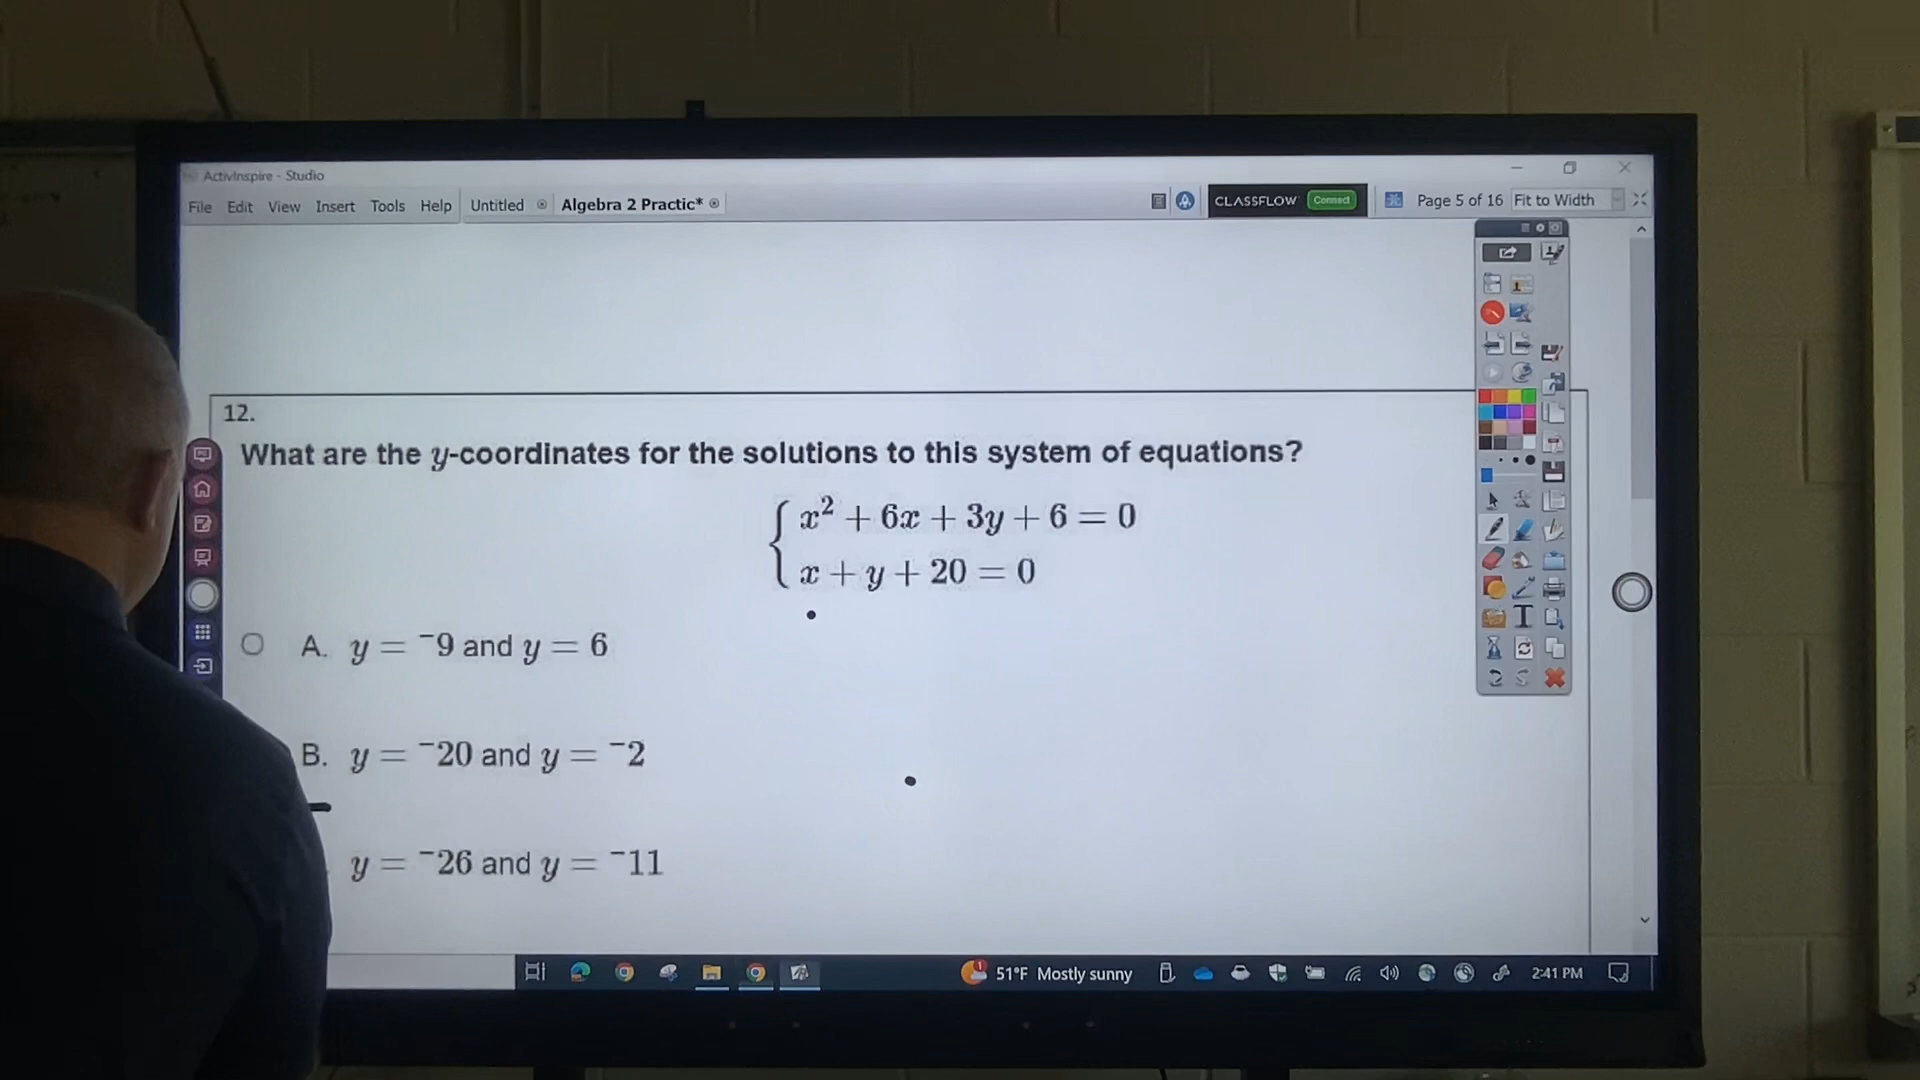 ActivInspire - Studio
File Edit View Insert Tools Help Untitled Algebra 2 Practic* CLASSFLOW Connect Page 5 of 16 Fit to Width
12.
What are the y-coordinates for the solutions to this system of equations?
x² + 6x + 3y + 6 = 0
x + y + 20 = 0
A. y = ⁻9 and y = 6
B. y = ⁻20 and y = ⁻2
y = ⁻26 and y = ⁻11
51°F Mostly sunny 2:41 PM